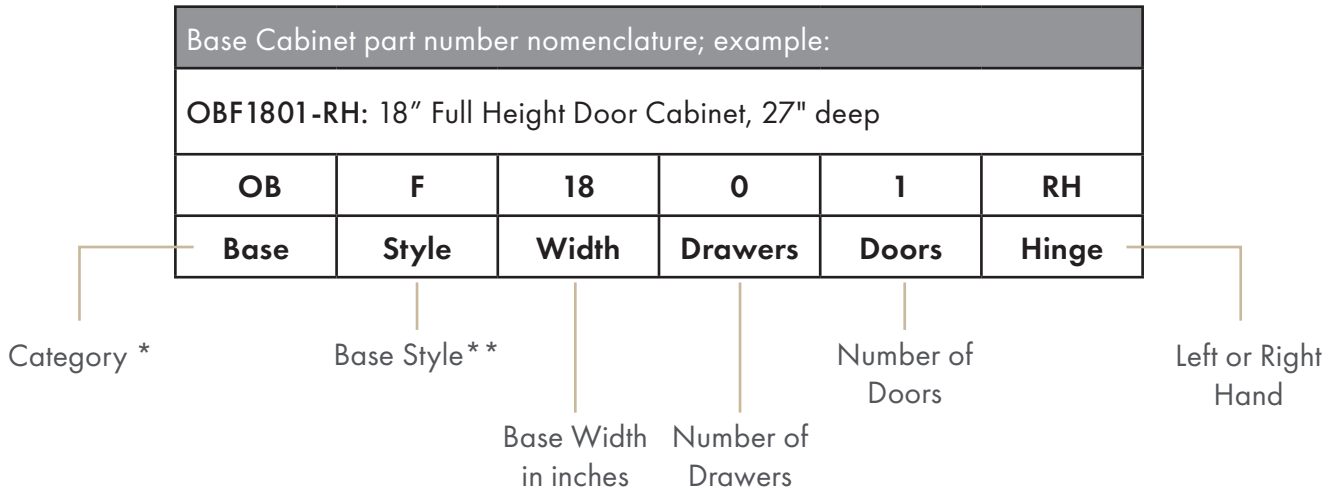 Base Cabinet part number nomenclature; example:
OBF1801-RH: 18” Full Height Door Cabinet, 27" deep
OB F 18 0 1 RH
Base Style Width Drawers Doors Hinge
Category * Base Style** Number of Left or Right
Doors Hand
Base Width Number of
in inches Drawers